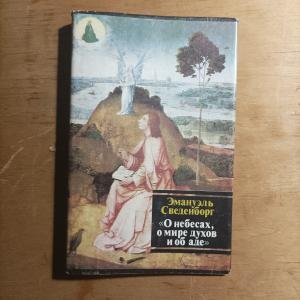 Эмануэль
Сведенборг
«О небесах,
о мире духов
и об аде»